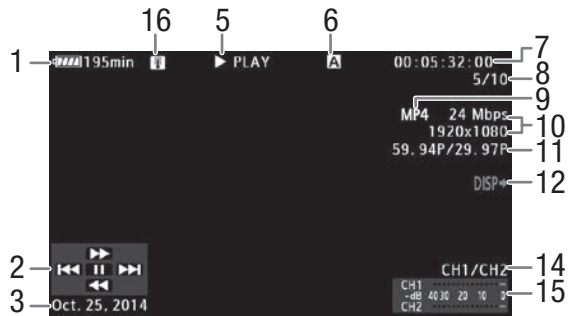 16 5 6
1 195min ▶ PLAY A 00:05:32:00 7
5/10 8
9
MP4 24 Mbps 10
1920x1080
59.94P/29.97P 11
DISP 12
2
CH1/CH2 14
CH1
-dB 40 30 20 10 0 15
CH2
3 Oct. 25, 2014